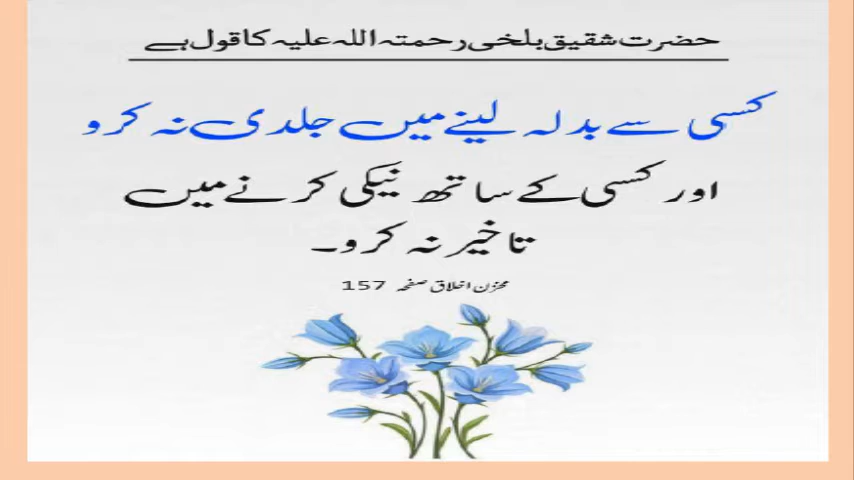 حضرت شقیق بلخی رحمتہ اللہ علیہ کا قول ہے
کسی سے بدلہ لینے میں جلدی نہ کرو
اور کسی کے ساتھ نیکی کرنے میں
تاخیر نہ کرو۔
مخزن اخلاق صفحہ 157